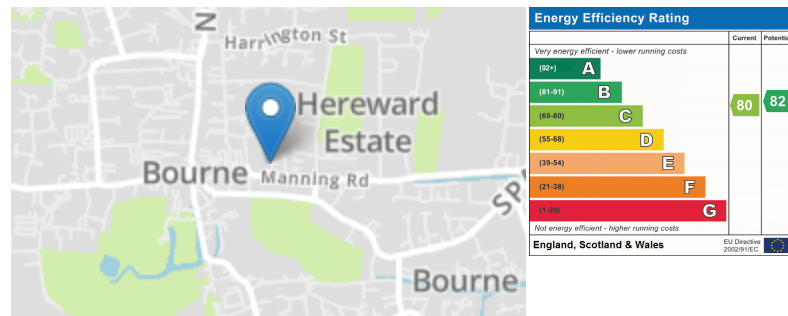 N
Harrington St
Hereward
Estate
Bourne
Manning Rd
Bourne
Energy Efficiency Rating
Current
Very energy efficient - lower running costs
(92+) A
(81-91) B
(69-80) C
(55-68) D
(39-54) E
(21-38) F
(1-20) G
80
82
Not energy efficient - higher running costs
England, Scotland & Wales
EU Directive
2002/91/EC